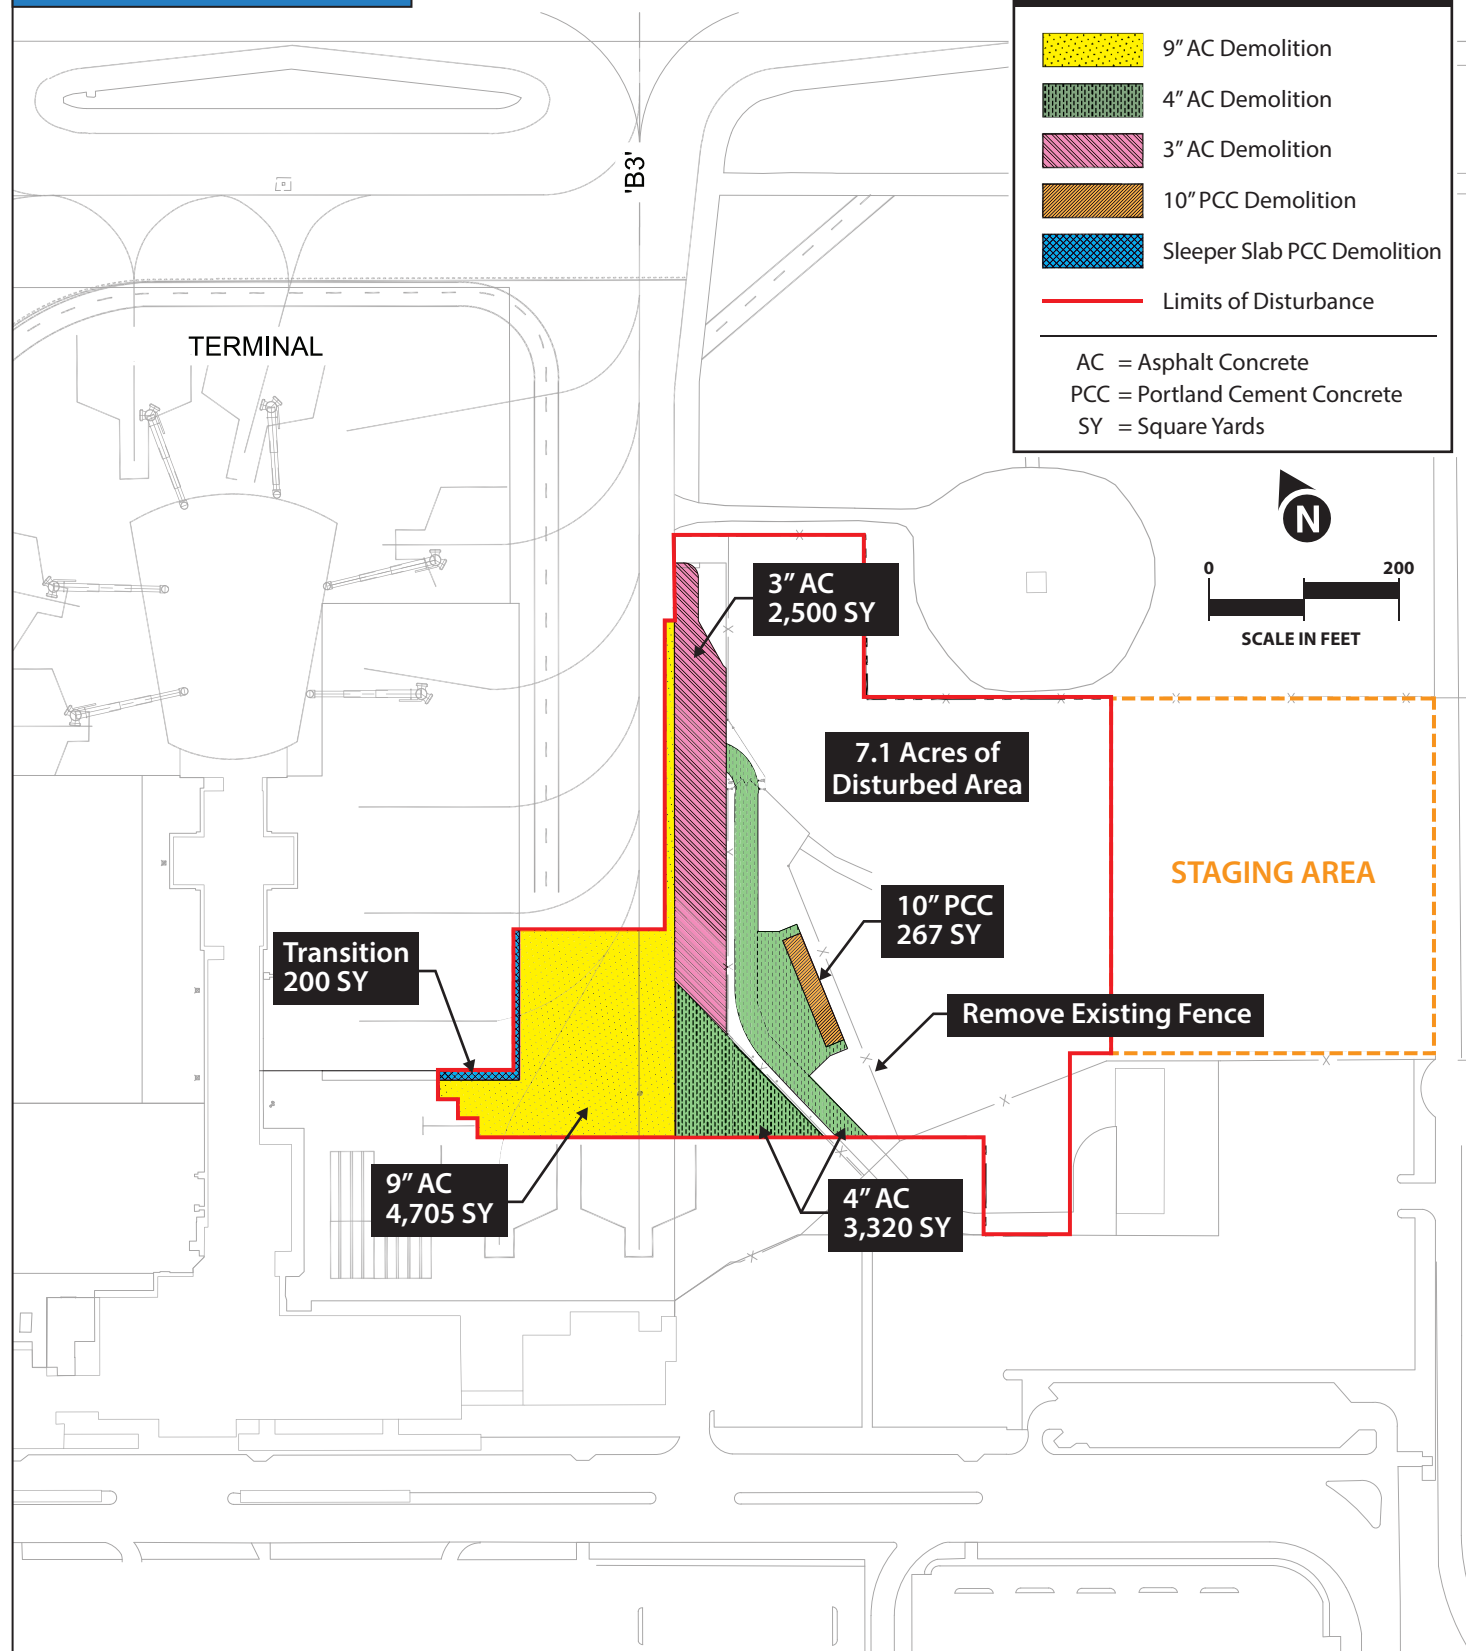 9” AC Demolition
4” AC Demolition
3” AC Demolition
10” PCC Demolition
Sleeper Slab PCC Demolition
Limits of Disturbance
AC = Asphalt Concrete
PCC = Portland Cement Concrete
SY = Square Yards
'B3'
TERMINAL
N
0 200
SCALE IN FEET
3” AC
2,500 SY
7.1 Acres of
Disturbed Area
STAGING AREA
10” PCC
267 SY
Transition
200 SY
Remove Existing Fence
9” AC
4,705 SY
4” AC
3,320 SY